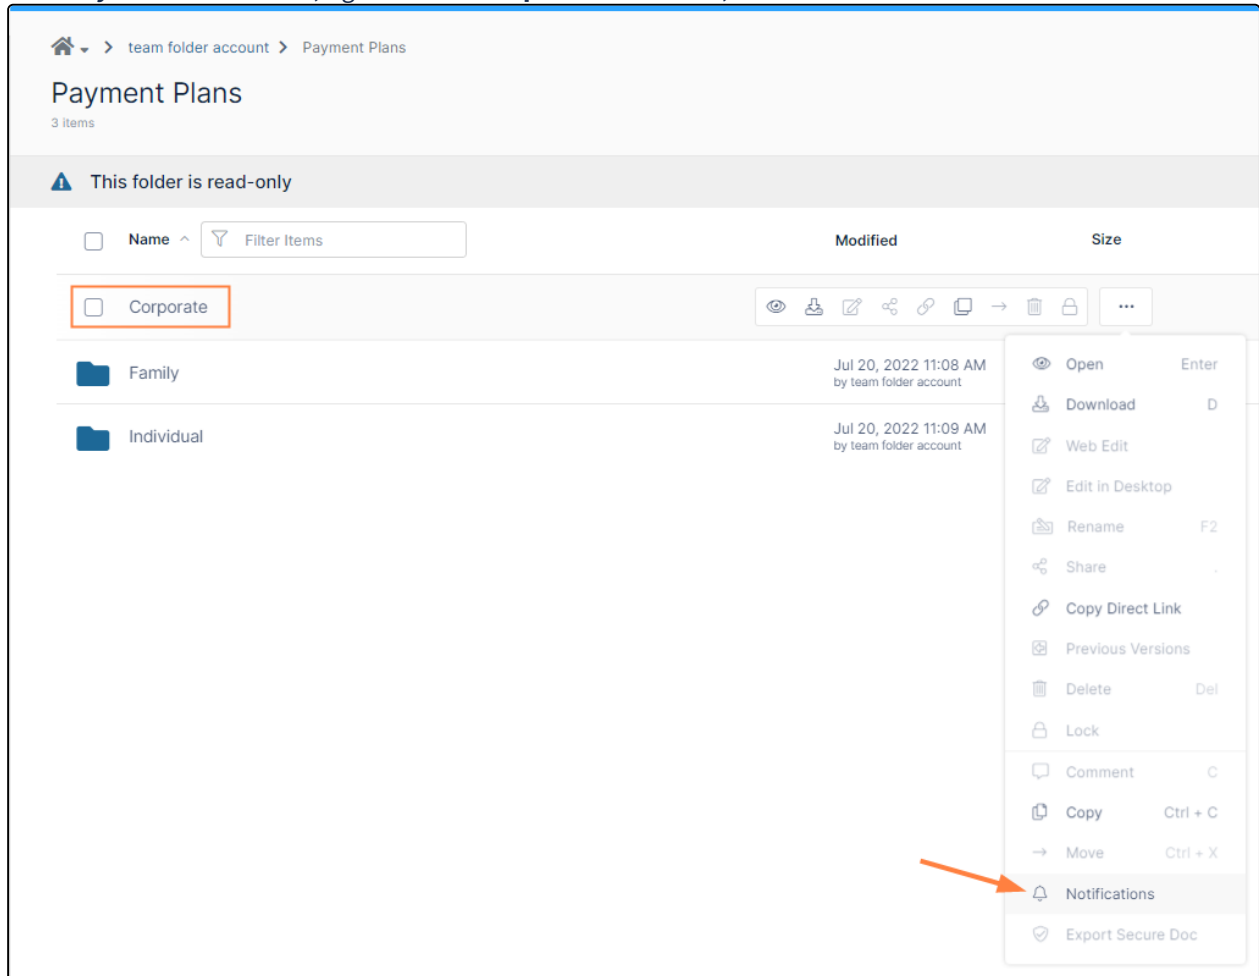 team folder account > Payment Plans
Payment Plans
3 items
This folder is read-only
Name Filter Items Modified Size
Corporate
Family Jul 20, 2022 11:08 AM
by team folder account
Individual Jul 20, 2022 11:09 AM
by team folder account
Open Enter
Download D
Web Edit
Edit in Desktop
Rename F2
Share .
Copy Direct Link
Previous Versions
Delete Del
Lock
Comment C
Copy Ctrl + C
Move Ctrl + X
Notifications
Export Secure Doc